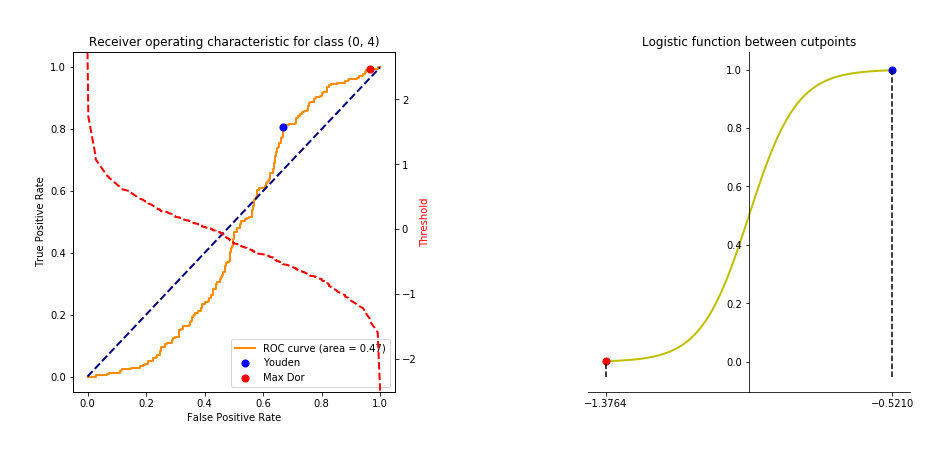 Receiver operating characteristic for class (0, 4)
1.0
0.8
0.6
0.4
0.2
0.0
True Positive Rate
0.0 0.2 0.4 0.6 0.8 1.0
False Positive Rate
2
1
0
−1
−2
Threshold
ROC curve (area = 0.47)
Youden
Max Dor
Logistic function between cutpoints
1.0
0.8
0.6
0.4
0.2
0.0
−1.3764 −0.5210